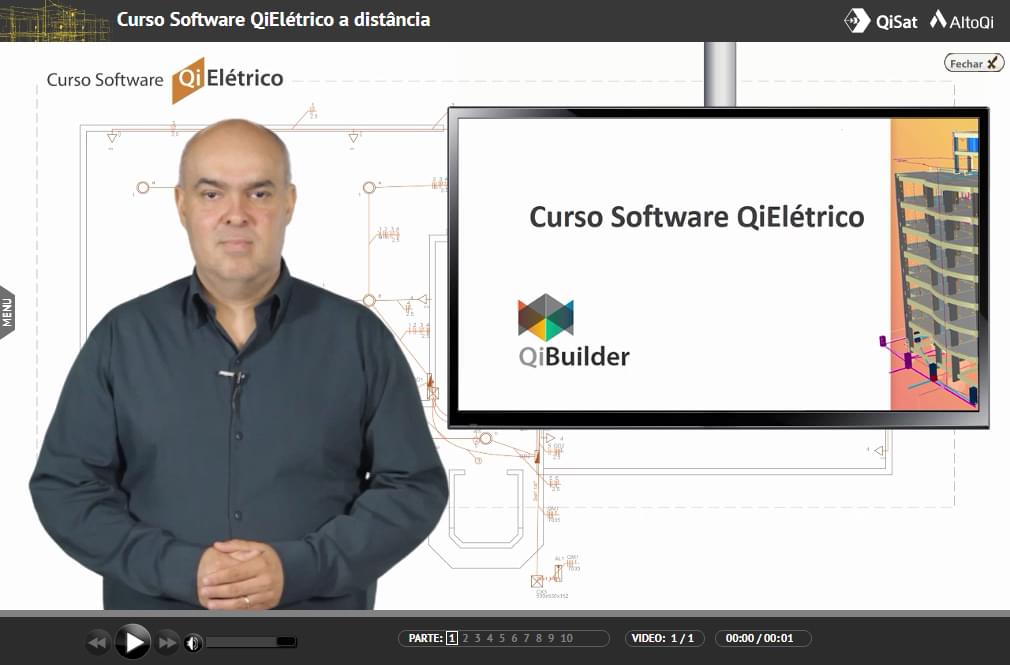 Curso Software QiElétrico a distância
QiSat AltoQi
Fechar
Curso Software QiElétrico
Curso Software QiElétrico
QiBuilder
MENU
PARTE: 1 2 3 4 5 6 7 8 9 10
VIDEO: 1 / 1
00:00 / 00:01